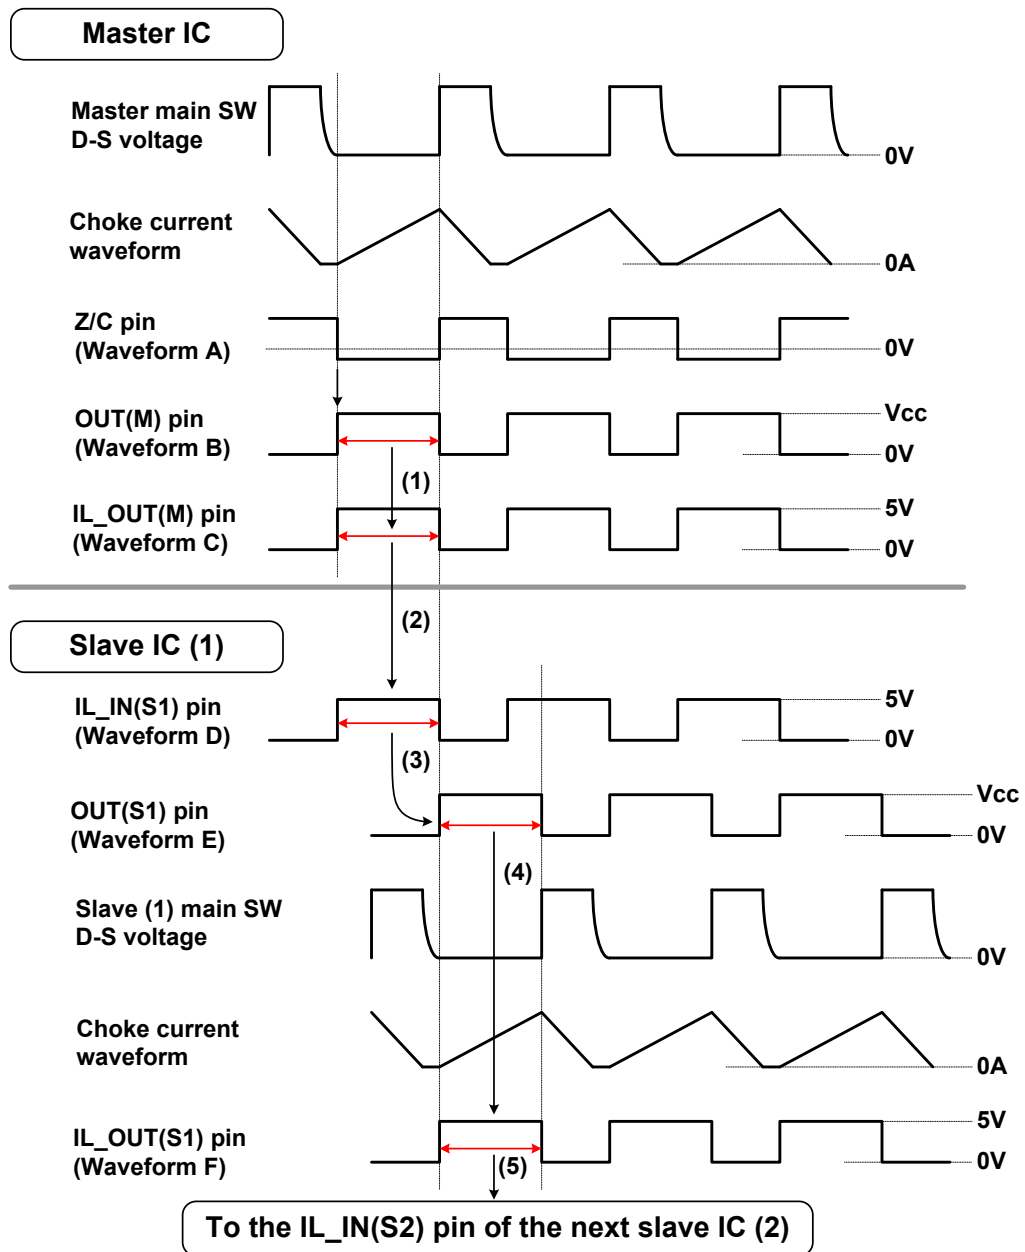 Master IC
Master main SW
D-S voltage
0V
Choke current
waveform
0A
Z/C pin
(Waveform A)
0V
OUT(M) pin
(Waveform B)
Vcc
0V
(1)
IL_OUT(M) pin
(Waveform C)
5V
0V
(2)
Slave IC (1)
IL_IN(S1) pin
(Waveform D)
5V
0V
(3)
OUT(S1) pin
(Waveform E)
Vcc
0V
(4)
Slave (1) main SW
D-S voltage
0V
Choke current
waveform
0A
IL_OUT(S1) pin
(Waveform F)
5V
0V
(5)
To the IL_IN(S2) pin of the next slave IC (2)